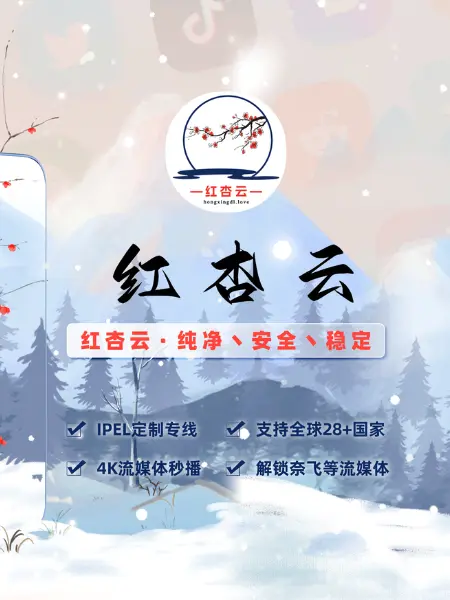 —红杏云—
hongxingdl.love
红杏云
红杏云·纯净、安全、稳定
IPEL定制专线
支持全球28+国家
4K流媒体秒播
解锁奈飞等流媒体